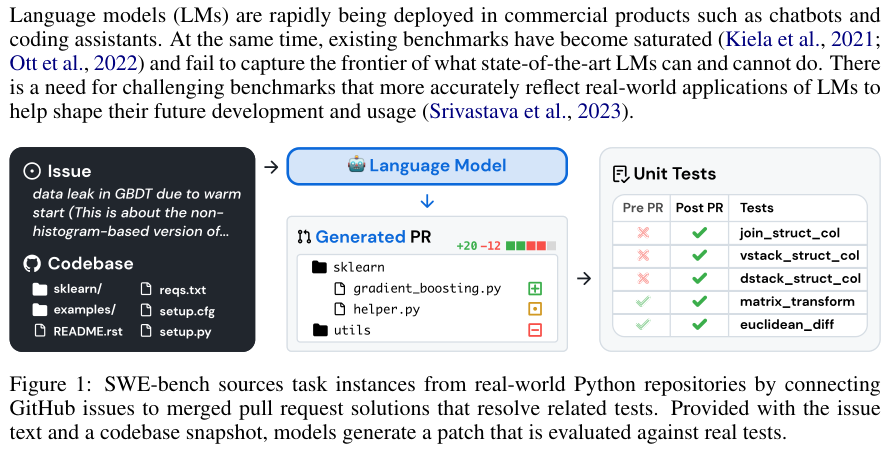 Language models (LMs) are rapidly being deployed in commercial products such as chatbots and
coding assistants. At the same time, existing benchmarks have become saturated (Kiela et al., 2021;
Ott et al., 2022) and fail to capture the frontier of what state-of-the-art LMs can and cannot do. There
is a need for challenging benchmarks that more accurately reflect real-world applications of LMs to
help shape their future development and usage (Srivastava et al., 2023).
Issue
data leak in GBDT due to warm
start (This is about the non-
histogram-based version of...
Codebase
sklearn/
reqs.txt
examples/
setup.cfg
README.rst
setup.py
Language Model
Generated PR
+20 -12
sklearn
gradient_boosting.py
helper.py
utils
Unit Tests
Pre PR Post PR Tests
join_struct_col
vstack_struct_col
dstack_struct_col
matrix_transform
euclidean_diff
Figure 1: SWE-bench sources task instances from real-world Python repositories by connecting
GitHub issues to merged pull request solutions that resolve related tests. Provided with the issue
text and a codebase snapshot, models generate a patch that is evaluated against real tests.